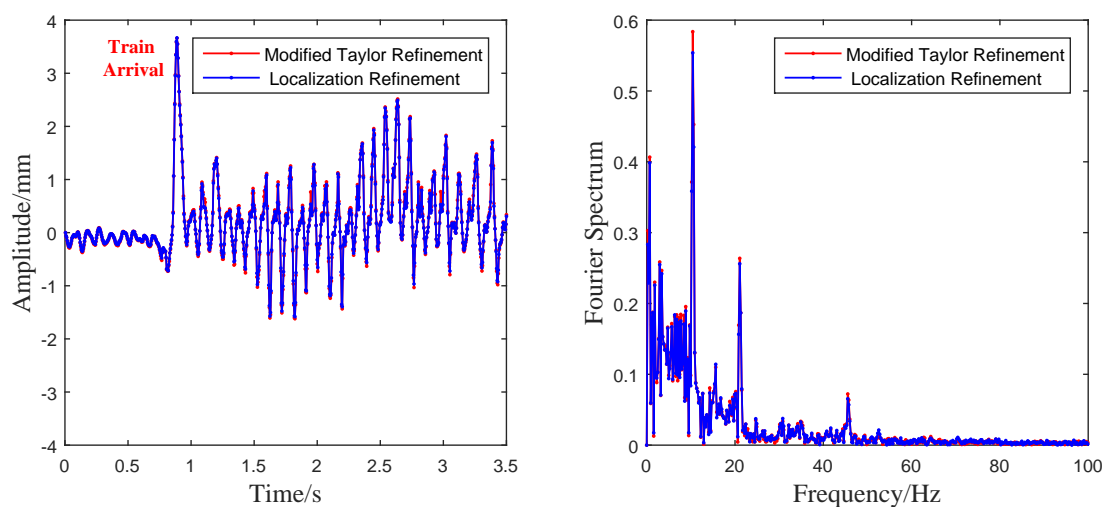 4
3
2
1
0
-1
-2
-3
-4
Amplitude/mm
Train
Arrival
Modified Taylor Refinement
Localization Refinement
0 0.5 1 1.5 2 2.5 3 3.5
Time/s
0.6
0.5
0.4
0.3
0.2
0.1
0
Fourier Spectrum
Modified Taylor Refinement
Localization Refinement
0 20 40 60 80 100
Frequency/Hz